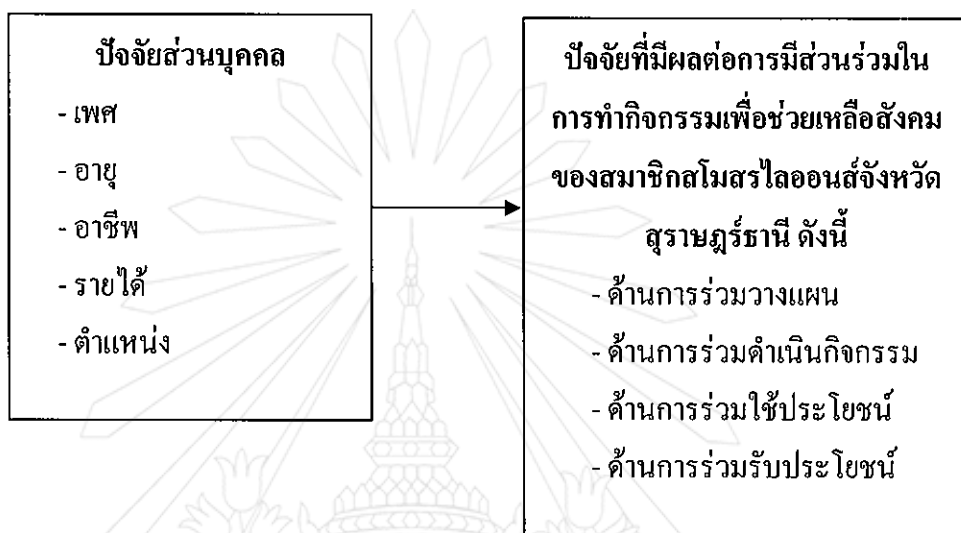 ปัจจัยส่วนบุคคล
- เพศ
- อายุ
- อาชีพ
- รายได้
- ตำแหน่ง
ปัจจัยที่มีผลต่อการมีส่วนร่วมใน
การทำกิจกรรมเพื่อช่วยเหลือสังคม
ของสมาชิกสโมสรไลออนส์จังหวัด
สุราษฎร์ธานี ดังนี้
- ด้านการร่วมวางแผน
- ด้านการร่วมดำเนินกิจกรรม
- ด้านการร่วมใช้ประโยชน์
- ด้านการร่วมรับประโยชน์